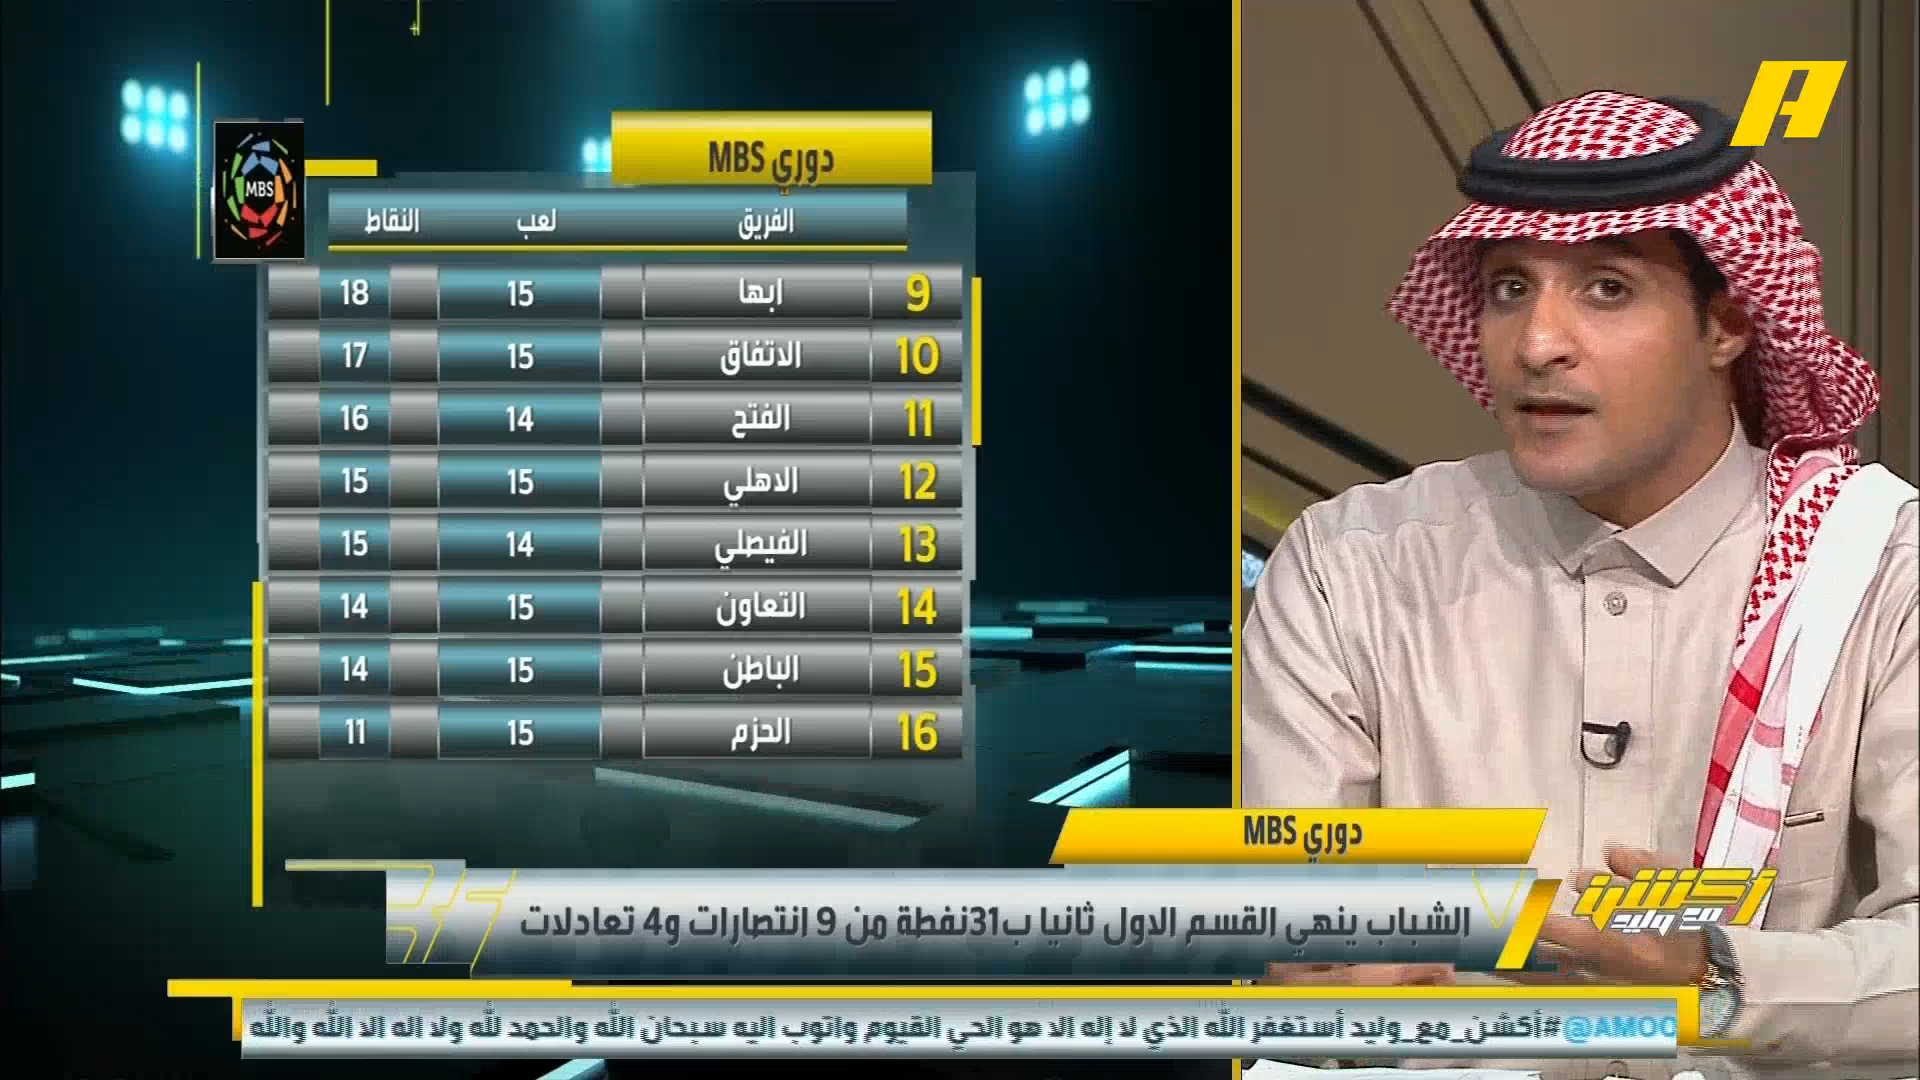 A
دوري MBS
MBS
الفريق لعب النقاط
9 ابها 15 18
10 الاتفاق 15 17
11 الفتح 14 16
12 الاهلي 15 15
13 الفيصلي 14 15
14 التعاون 15 14
15 الباطن 15 14
16 الحزم 15 11
دوري MBS
أكشن مع وليد
الشباب ينهي القسم الاول ثانيا ب31نفطة من 9 انتصارات و4 تعادلات
@AMOO #أكشن_مع_وليد أستغفر الله الذي لا إله الا هو الحي القيوم واتوب اليه سبحان الله والحمد لله ولا اله الا الله والله